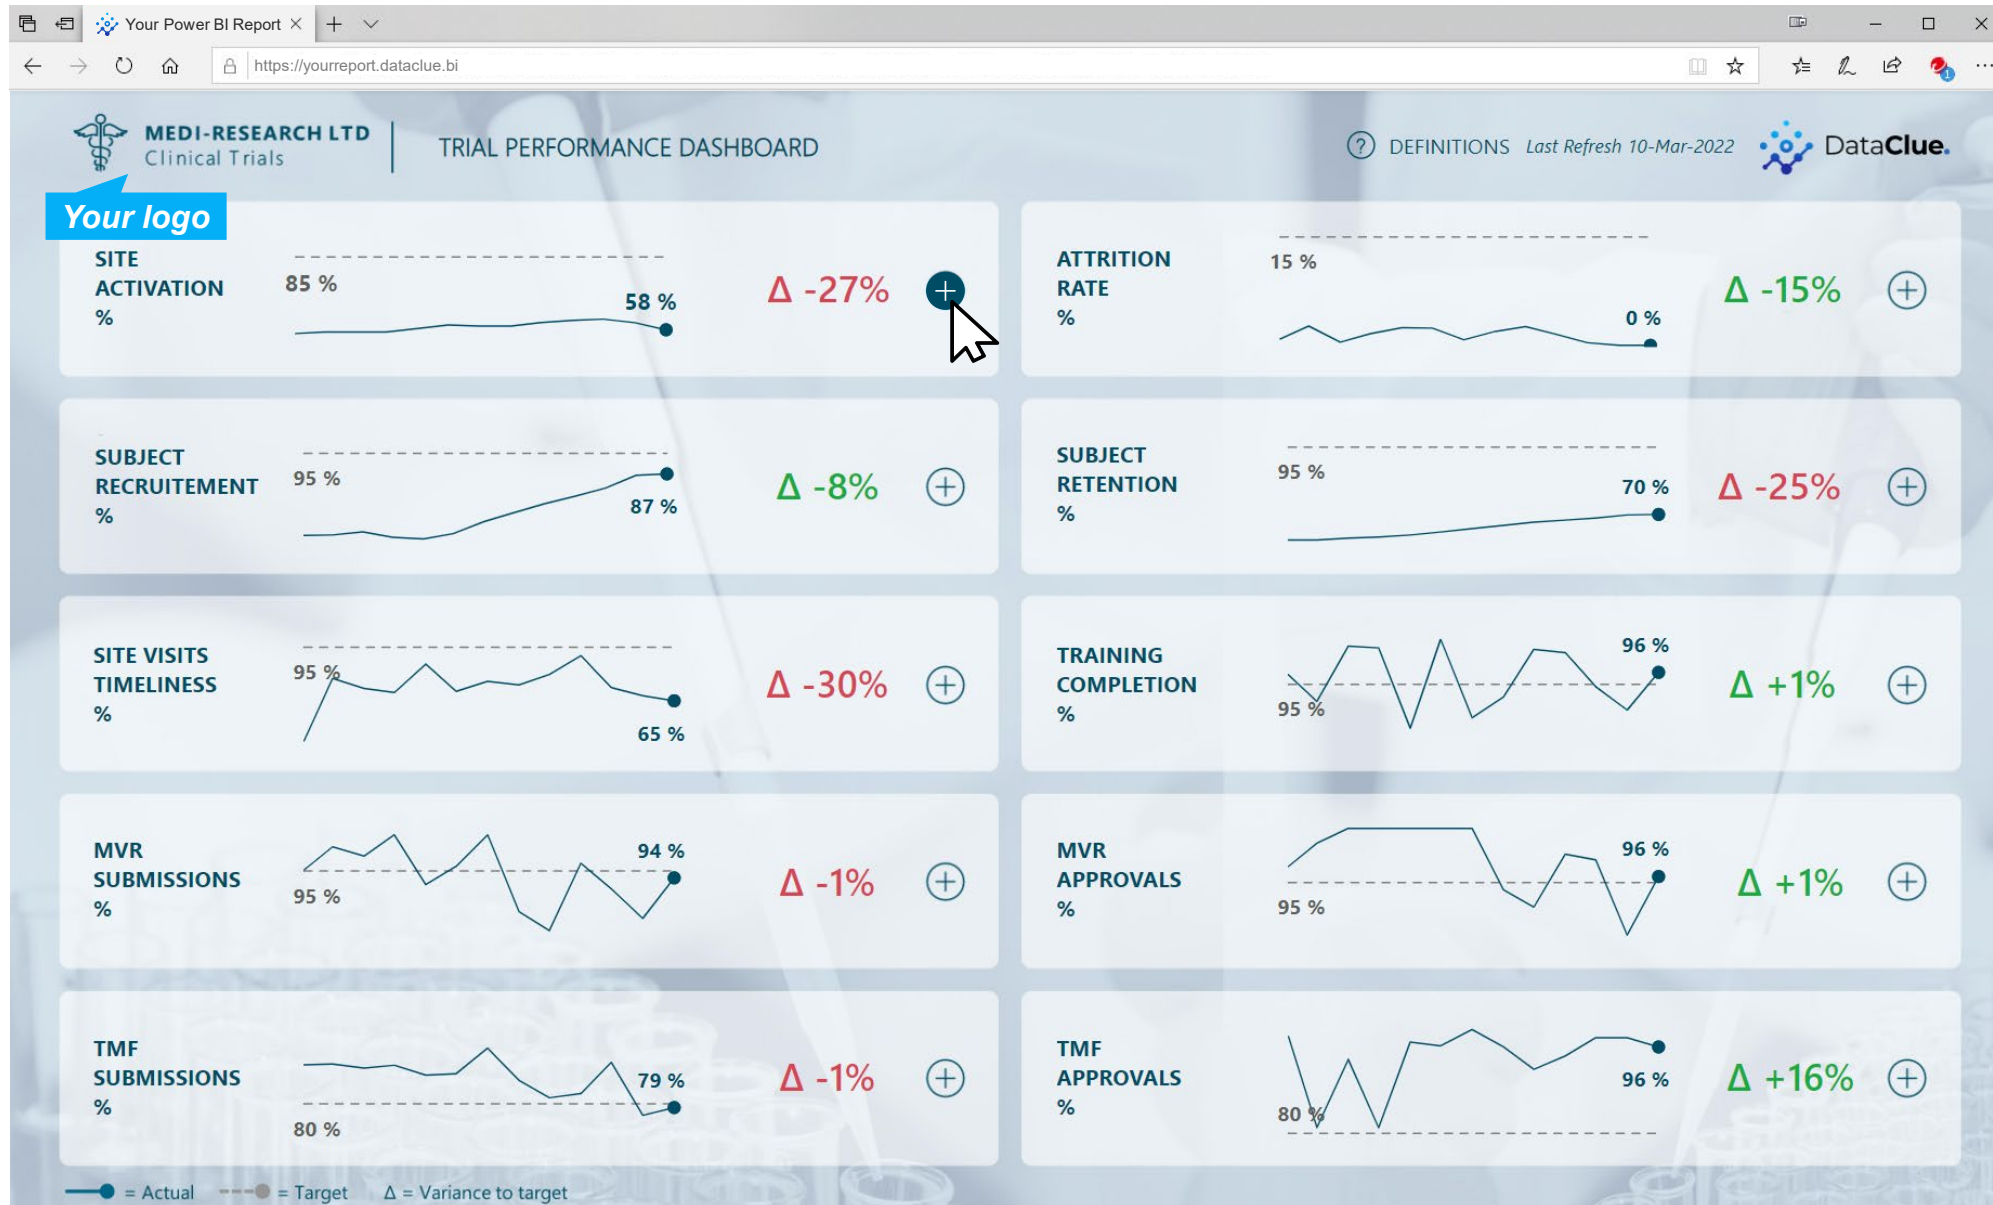 Your Power BI Report
https://yourreport.dataclue.bi
MEDI-RESEARCH LTD
Clinical Trials
TRIAL PERFORMANCE DASHBOARD
? DEFINITIONS
Last Refresh 10-Mar-2022
DataClue.
Your logo
SITE
ACTIVATION
%
85 %
58 %
Δ -27%
ATTRITION
RATE
%
15 %
0 %
Δ -15%
SUBJECT
RECRUITEMENT
%
95 %
87 %
Δ -8%
SUBJECT
RETENTION
%
95 %
70 %
Δ -25%
SITE VISITS
TIMELINESS
%
95 %
65 %
Δ -30%
TRAINING
COMPLETION
%
95 %
96 %
Δ +1%
MVR
SUBMISSIONS
%
95 %
94 %
Δ -1%
MVR
APPROVALS
%
95 %
96 %
Δ +1%
TMF
SUBMISSIONS
%
80 %
79 %
Δ -1%
TMF
APPROVALS
%
80 %
96 %
Δ +16%
= Actual
= Target
Δ = Variance to target